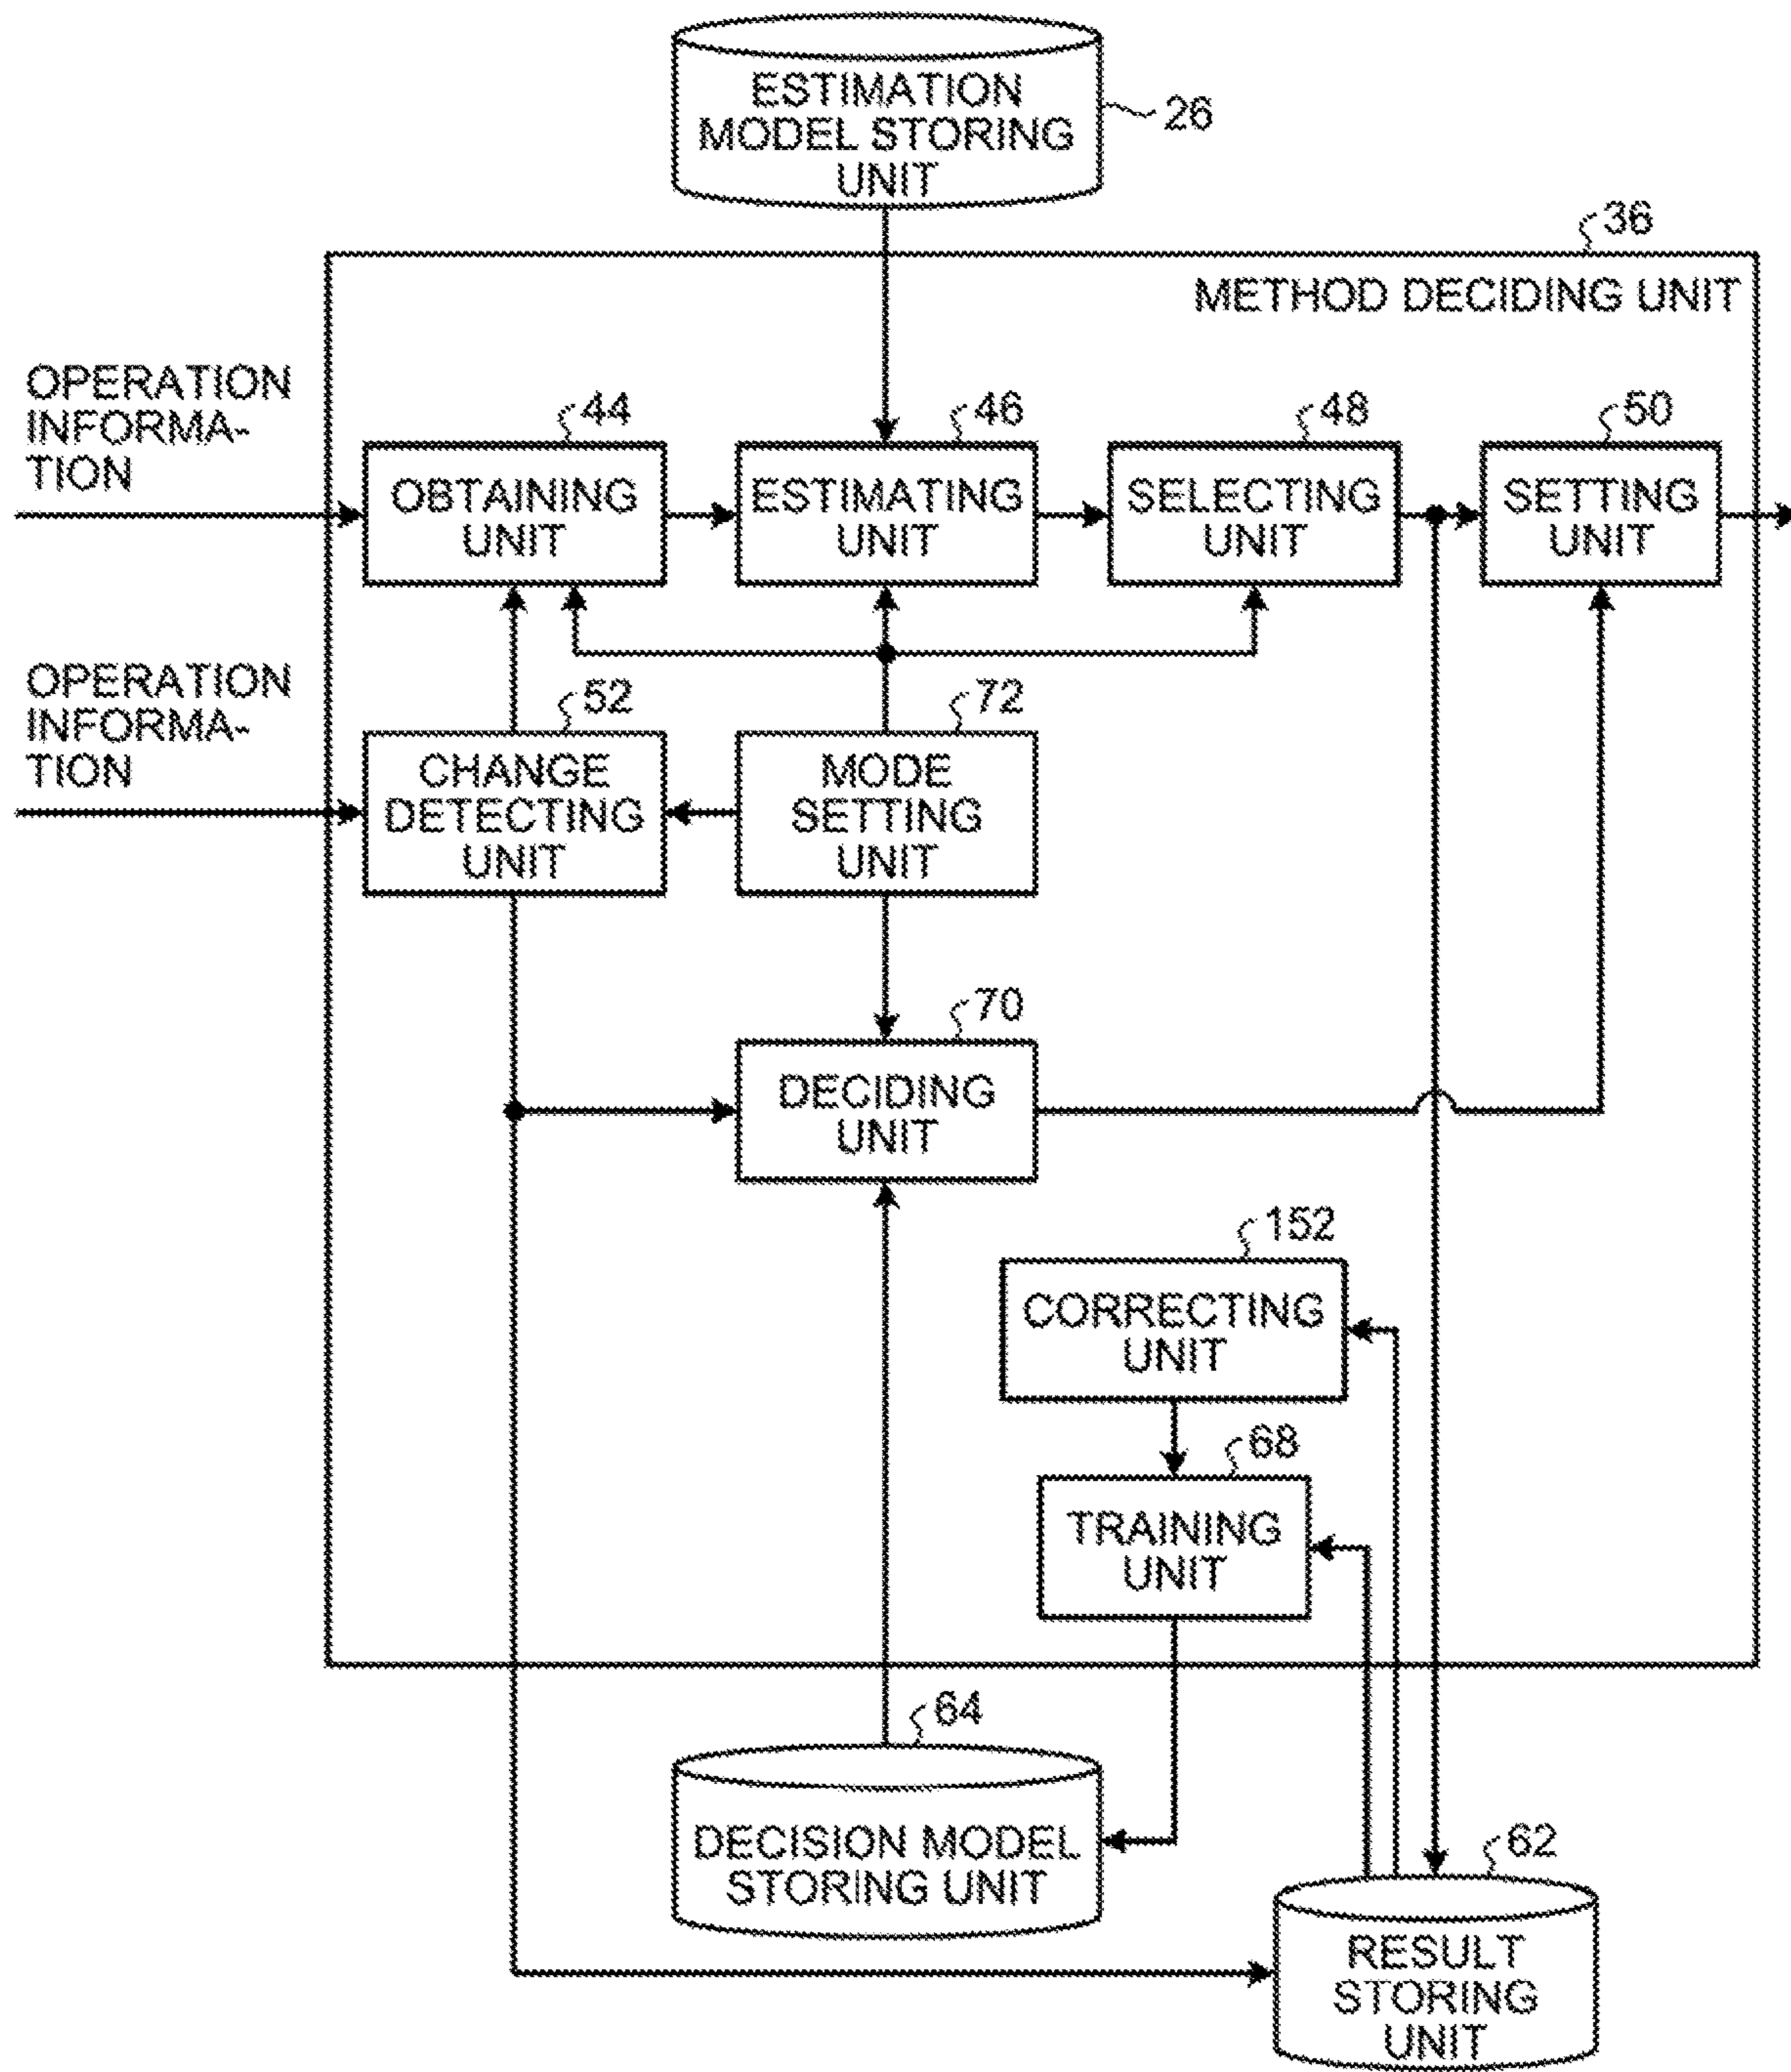 ESTIMATION
MODEL STORING
UNIT
26
36
METHOD DECIDING UNIT
OPERATION
INFORMA-
TION
44
OBTAINING
UNIT
46
ESTIMATING
UNIT
48
SELECTING
UNIT
50
SETTING
UNIT
OPERATION
INFORMA-
TION
52
CHANGE
DETECTING
UNIT
72
MODE
SETTING
UNIT
70
DECIDING
UNIT
152
CORRECTING
UNIT
68
TRAINING
UNIT
64
DECISION MODEL
STORING UNIT
62
RESULT
STORING
UNIT